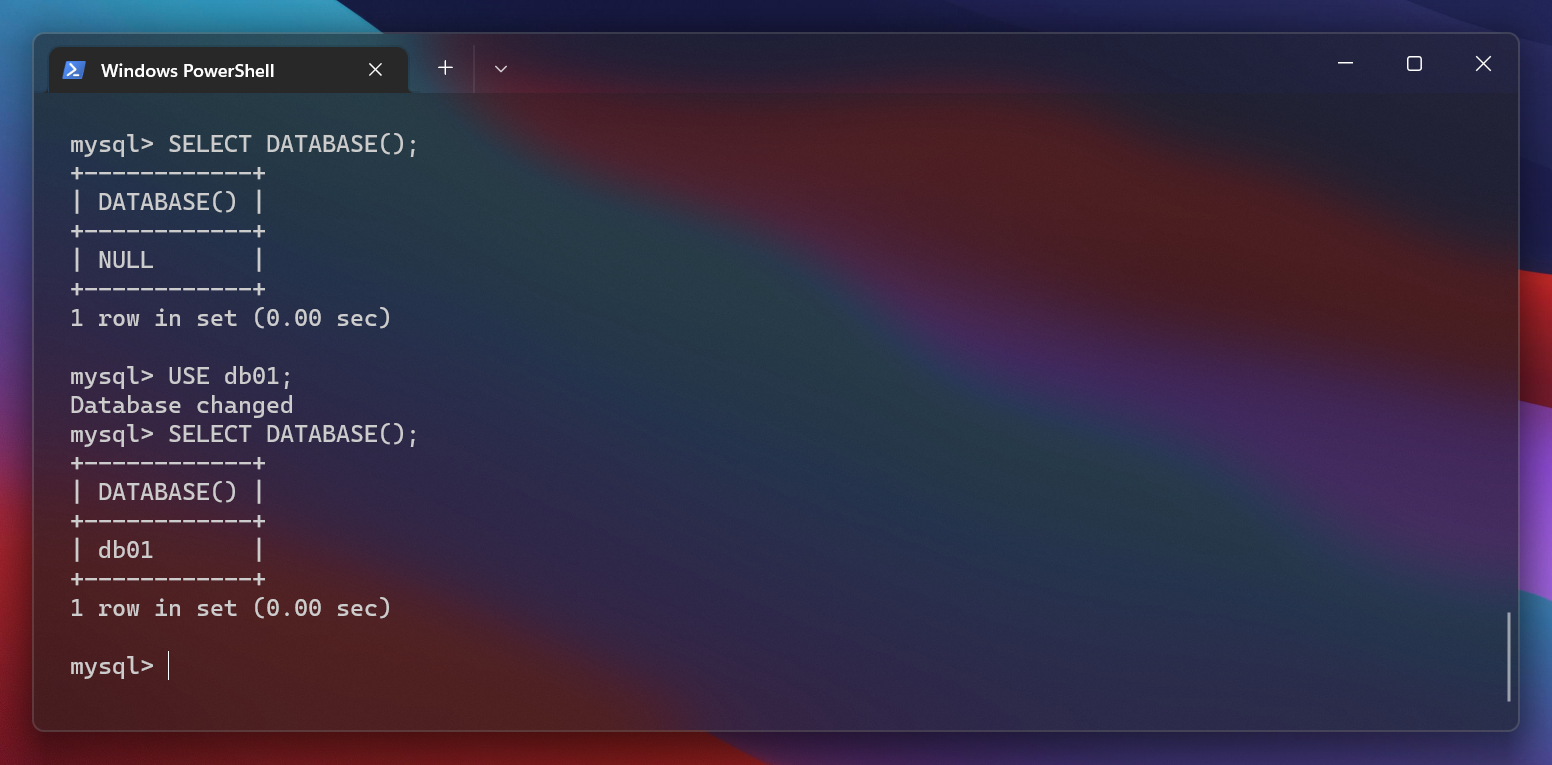 Windows PowerShell
mysql> SELECT DATABASE();
+------------+
| DATABASE() |
+------------+
| NULL       |
+------------+
1 row in set (0.00 sec)
mysql> USE db01;
Database changed
mysql> SELECT DATABASE();
+------------+
| DATABASE() |
+------------+
| db01       |
+------------+
1 row in set (0.00 sec)
mysql>